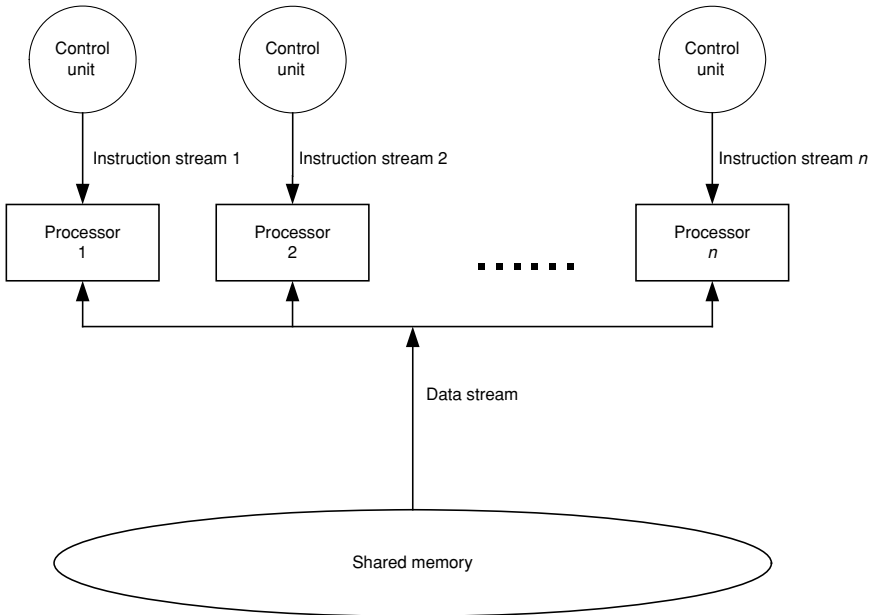 Control
unit
Control
unit
Control
unit
Instruction stream 1
Instruction stream 2
Instruction stream n
Processor
1
Processor
2
Processor
n
Data stream
Shared memory